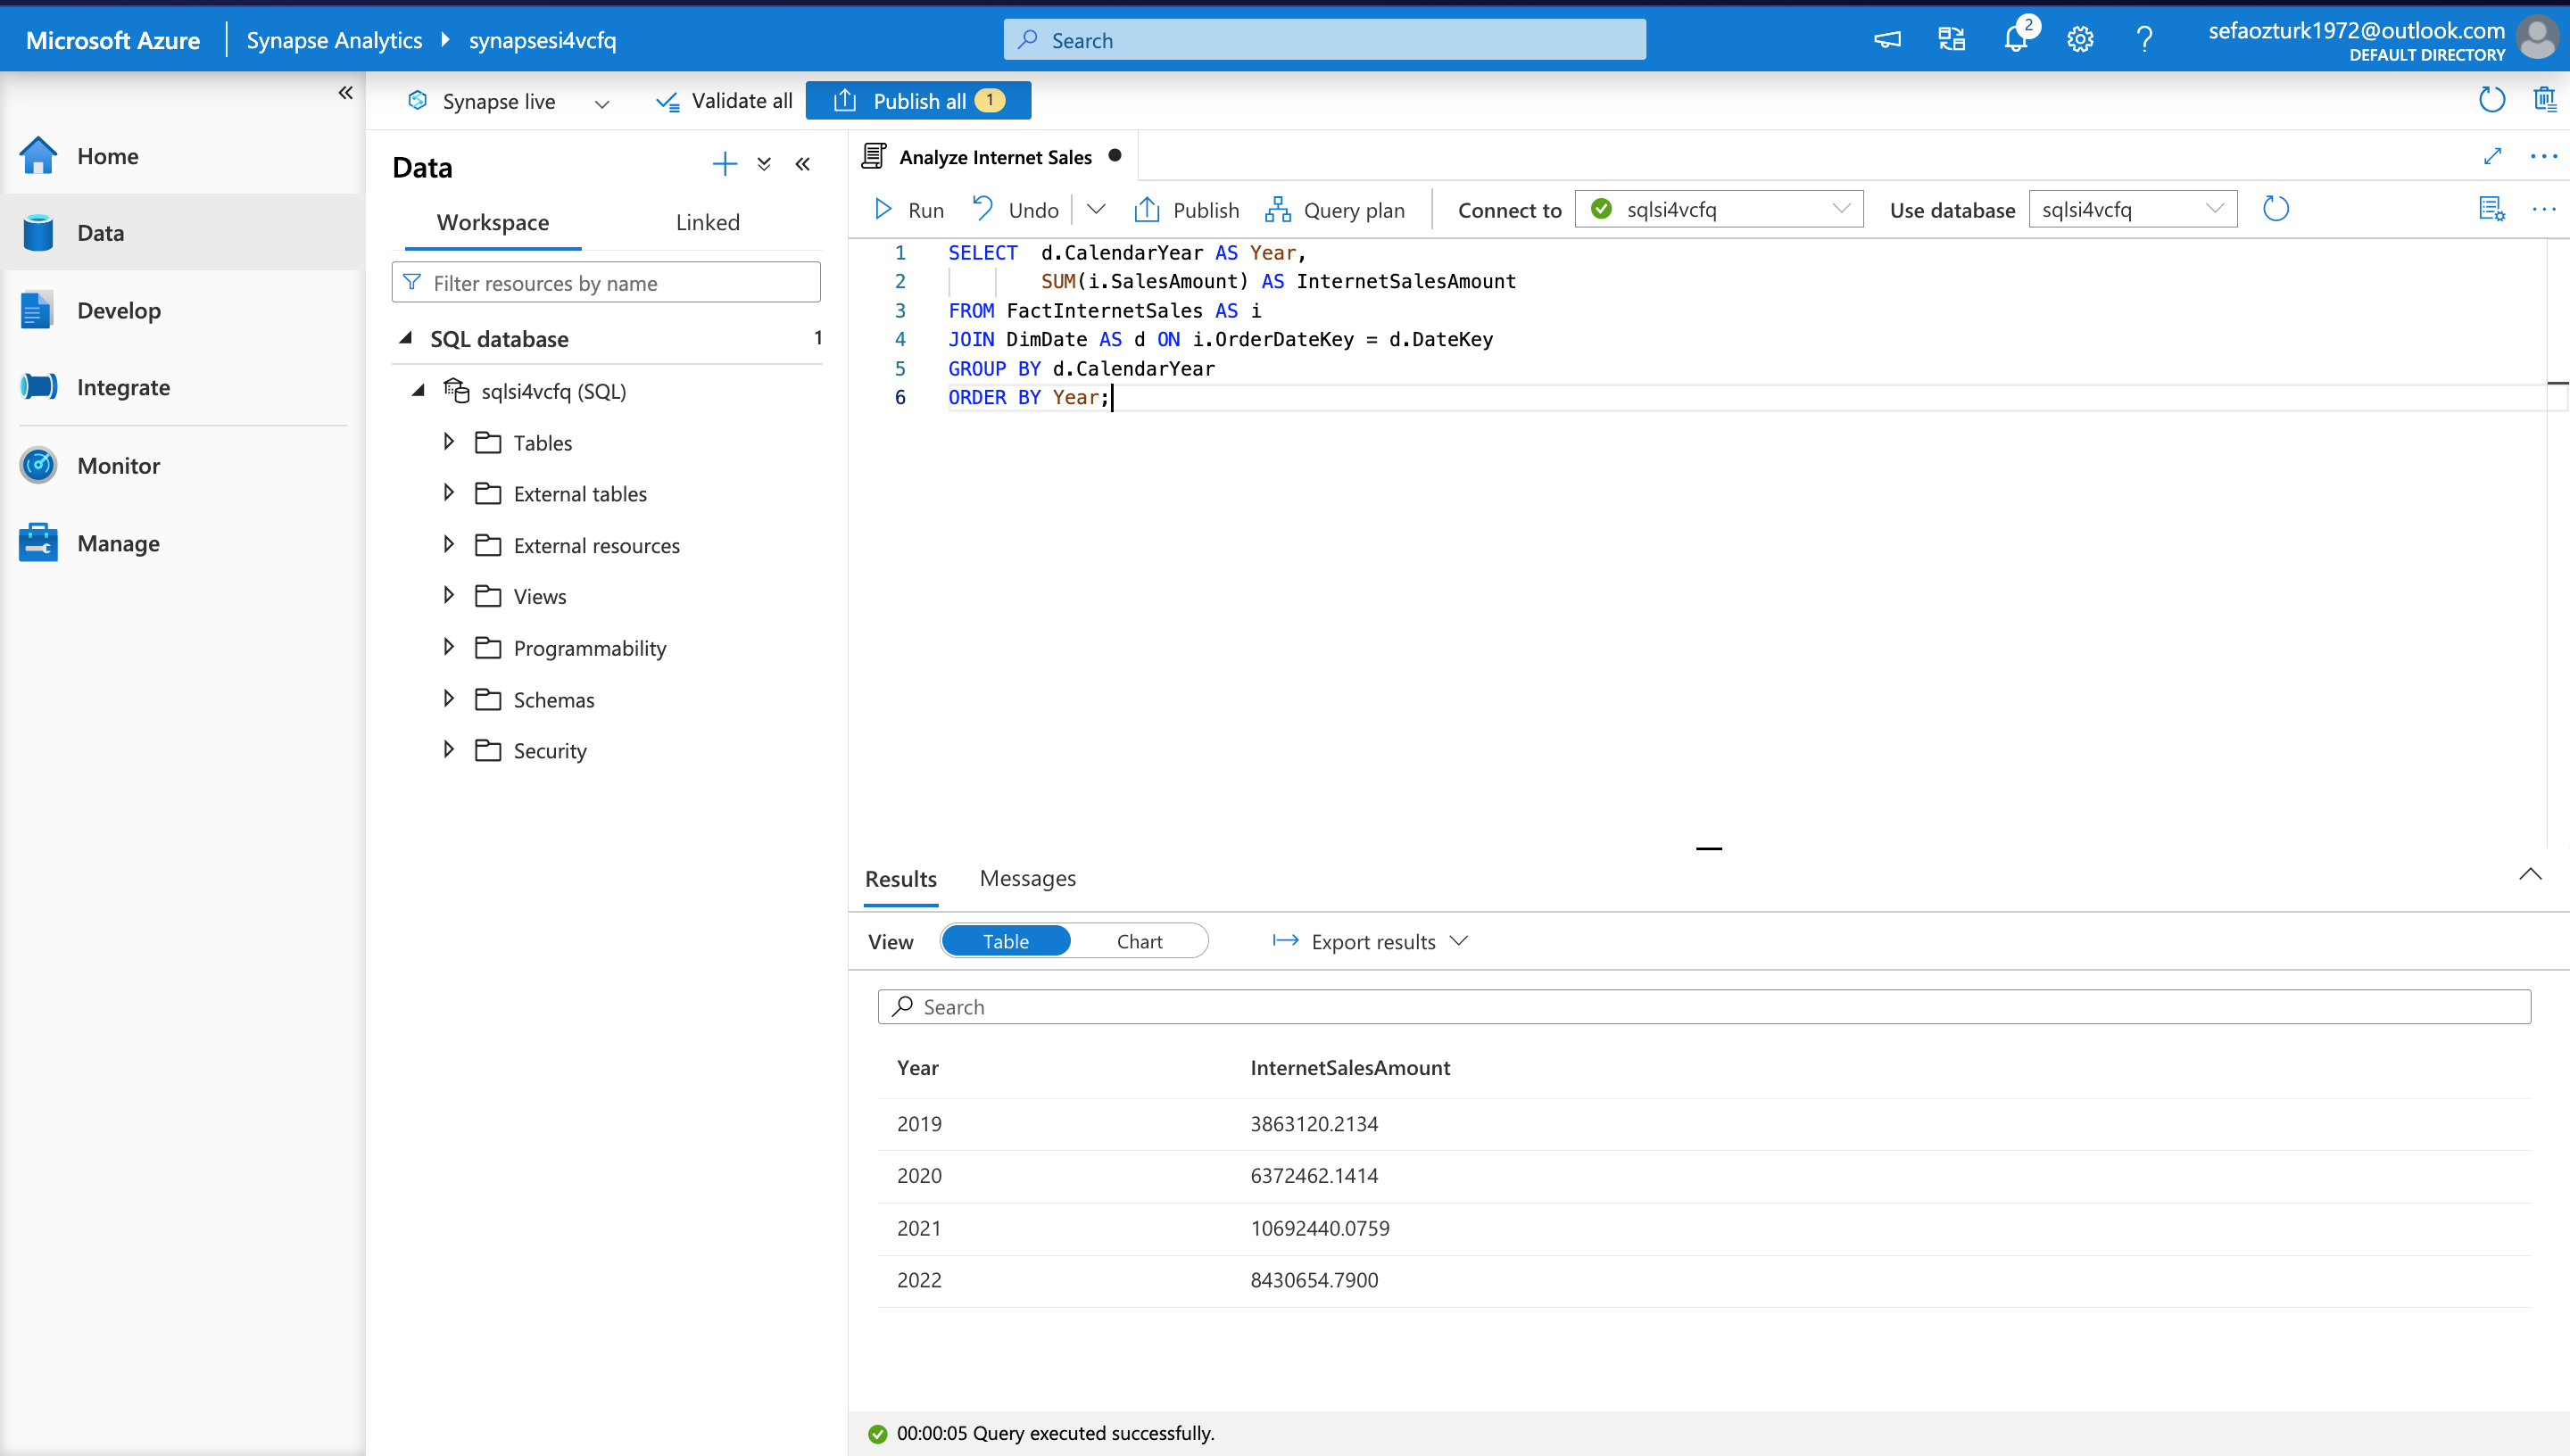 Microsoft Azure
Synapse Analytics
synapsesi4vcfq
Search
2
sefaozturk1972@outlook.com
DEFAULT DIRECTORY
Synapse live
Validate all
Publish all 1
Home
Data
Develop
Integrate
Monitor
Manage
Data
Workspace
Linked
Filter resources by name
SQL database 1
sqlsi4vcfq (SQL)
Tables
External tables
External resources
Views
Programmability
Schemas
Security
Analyze Internet Sales
Run
Undo
Publish
Query plan
Connect to
sqlsi4vcfq
Use database
sqlsi4vcfq
1 SELECT  d.CalendarYear AS Year,
2         SUM(i.SalesAmount) AS InternetSalesAmount
3 FROM FactInternetSales AS i
4 JOIN DimDate AS d ON i.OrderDateKey = d.DateKey
5 GROUP BY d.CalendarYear
6 ORDER BY Year;
Results
Messages
View
Table
Chart
Export results
Search
Year InternetSalesAmount
2019 3863120.2134
2020 6372462.1414
2021 10692440.0759
2022 8430654.7900
00:00:05 Query executed successfully.